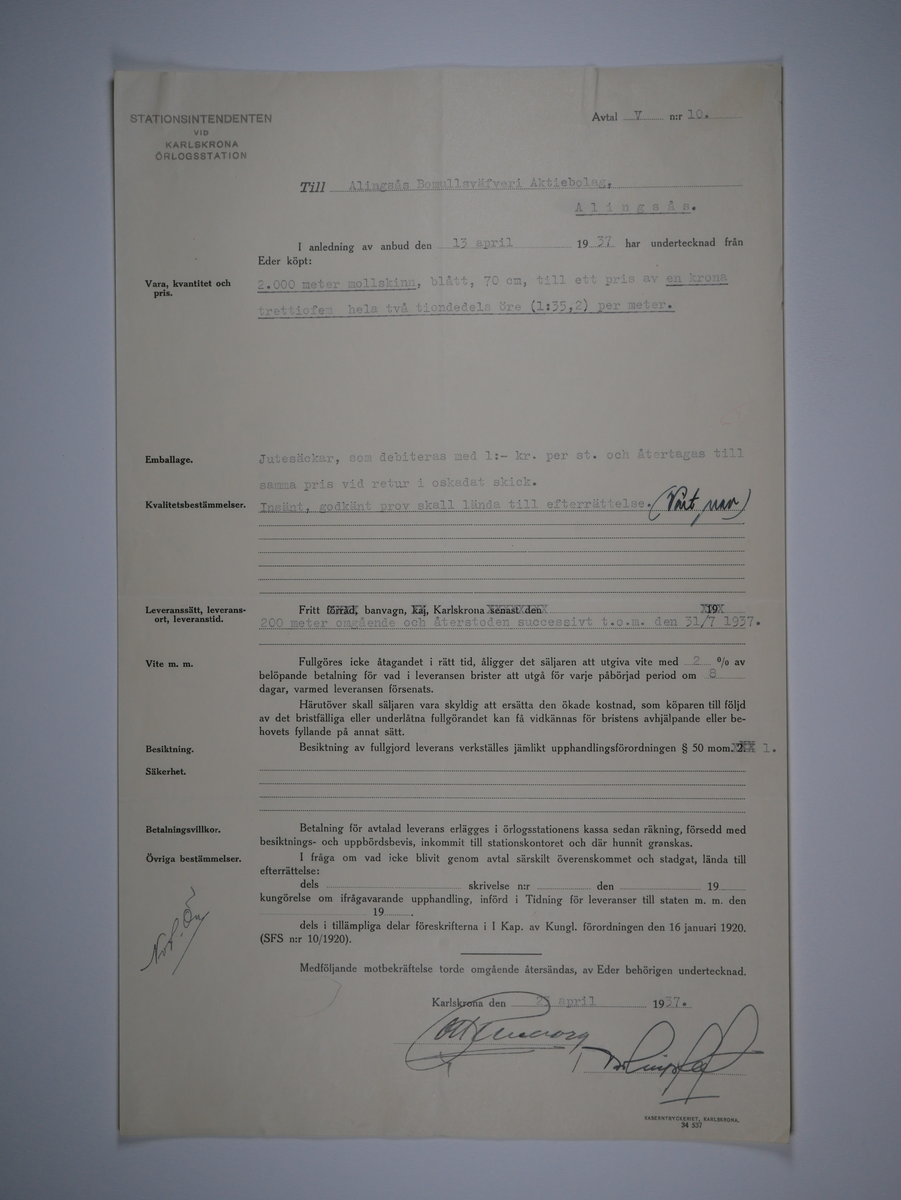 STATIONSINTENDENTEN
VID
KARLSKRONA
ÖRLOGSSTATION
Avtal V n:r 10.
Till Alingsås Bomullsväfveri Aktiebolag,
Alingsås.
I anledning av anbud den 13 april 1937 har undertecknad från
Eder köpt:
Vara, kvantitet och
pris.
2.000 meter mollskinn, blått, 70 cm, till ett pris av en krona
trettiofem hela två tiondedels öre (1:35,2) per meter.
Emballage.
Jutesäckar, som debiteras med 1:- kr. per st. och återtagas till
samma pris vid retur i oskadat skick.
Kvalitetsbestämmelser.
Insänt, godkänt prov skall lända till efterrättelse. (Vårt prov)
Leveranssätt, leverans-
ort, leveranstid.
Fritt förråd, banvagn, kaj, Karlskrona senast den 19
200 meter omgående och återstoden successivt t.o.m. den 31/7 1937.
Vite m. m.
Fullgöres icke åtagandet i rätt tid, åligger det säljaren att utgiva vite med 2 % av
belöpande betalning för vad i leveransen brister att utgå för varje påbörjad period om 8
dagar, varmed leveransen försenats.
Härutöver skall säljaren vara skyldig att ersätta den ökade kostnad, som köparen till följd
av det bristfälliga eller underlåtna fullgörandet kan få vidkännas för bristens avhjälpande eller be-
hovets fyllande på annat sätt.
Besiktning.
Besiktning av fullgjord leverans verkställes jämlikt upphandlingsförordningen § 50 mom. 2. 1.
Säkerhet.
Betalningsvillkor.
Betalning för avtalad leverans erlägges i örlogsstationens kassa sedan räkning, försedd med
besiktnings- och uppbördsbevis, inkommit till stationskontoret och där hunnit granskas.
Övriga bestämmelser.
I fråga om vad icke blivit genom avtal särskilt överenskommet och stadgat, lända till
efterrättelse:
dels skrivelse n:r den 19
kungörelse om ifrågavarande upphandling, införd i Tidning för leveranser till staten m. m. den
19 .
dels i tillämpliga delar föreskrifterna i I Kap. av Kungl. förordningen den 16 januari 1920.
(SFS n:r 10/1920).
Medföljande motbekräftelse torde omgående återsändas, av Eder behörigen undertecknad.
Karlskrona den 23 april 1937.
KASERNTRYCKERIET, KARLSKRONA.
34 537